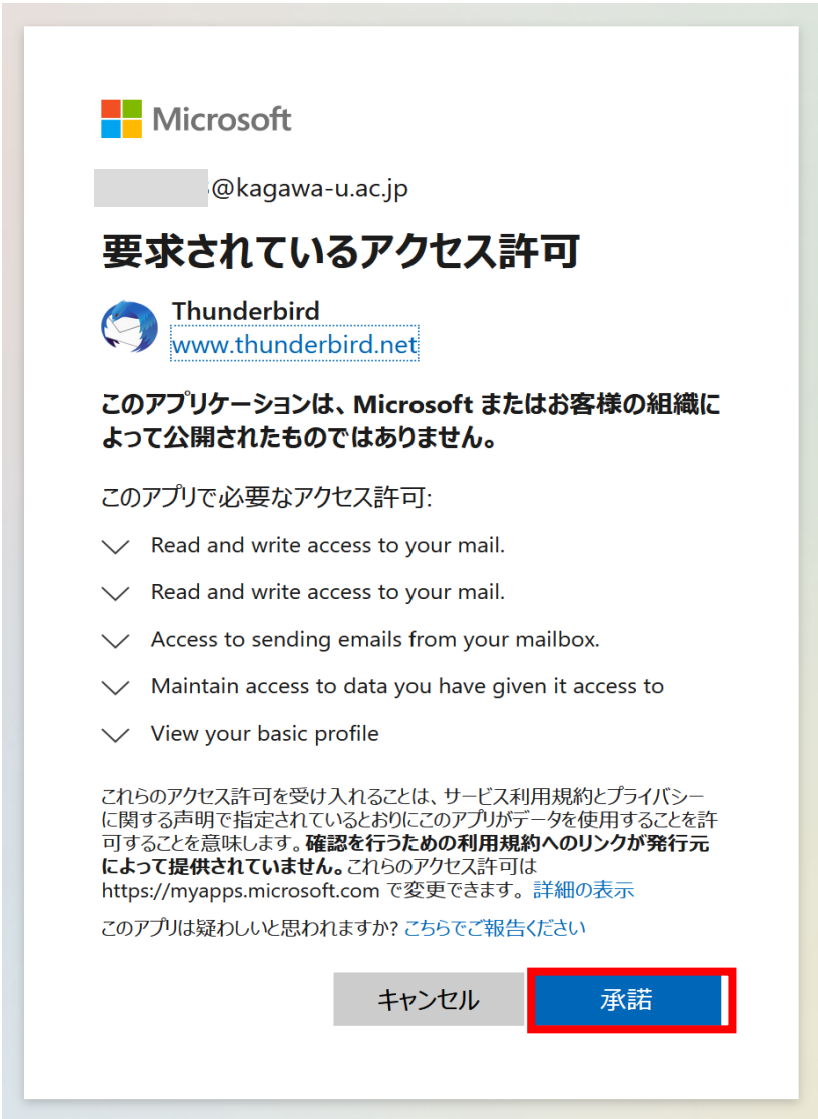 Microsoft
@kagawa-u.ac.jp
要求されているアクセス許可
Thunderbird
www.thunderbird.net
このアプリケーションは、Microsoft またはお客様の組織に
よって公開されたものではありません。
このアプリで必要なアクセス許可:
Read and write access to your mail.
Read and write access to your mail.
Access to sending emails from your mailbox.
Maintain access to data you have given it access to
View your basic profile
これらのアクセス許可を受け入れることは、サービス利用規約とプライバシー
に関する声明で指定されているとおりにこのアプリがデータを使用することを許
可することを意味します。確認を行うための利用規約へのリンクが発行元
によって提供されていません。これらのアクセス許可は
https://myapps.microsoft.com で変更できます。詳細の表示
このアプリは疑わしいと思われますか? こちらでご報告ください
キャンセル 承諾